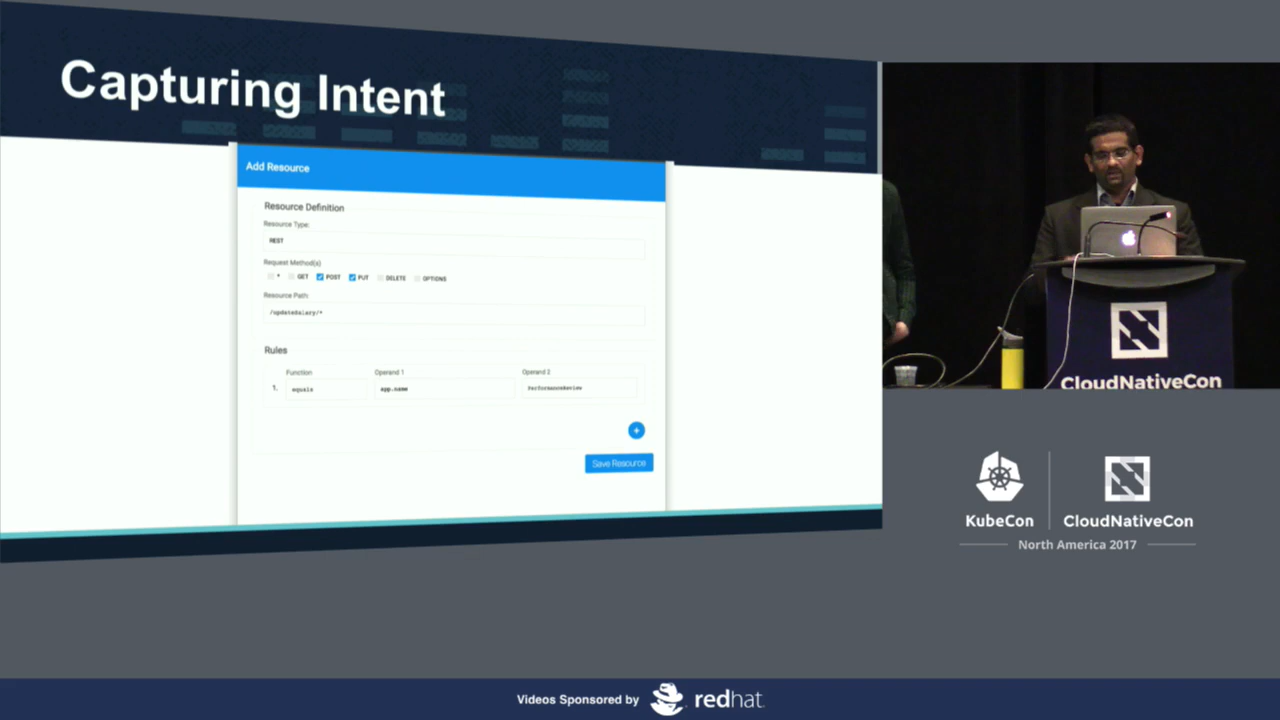 Capturing Intent
Add Resource
Resource Definition
Resource Type:
REST
Request Method(s)
* GET POST PUT DELETE OPTIONS
Resource Path:
/updateSalary/*
Rules
Function Operand 1 Operand 2
1. equals app.name PerformanceReview
+
Save Resource
CloudNativeCon
KubeCon
CloudNativeCon
North America 2017
Videos Sponsored by redhat